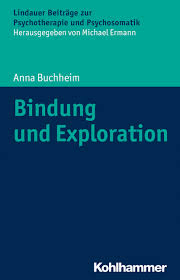 Lindauer Beiträge zur
Psychotherapie und Psychosomatik
Herausgegeben von Michael Ermann
Anna Buchheim
Bindung
und Exploration
Kohlhammer